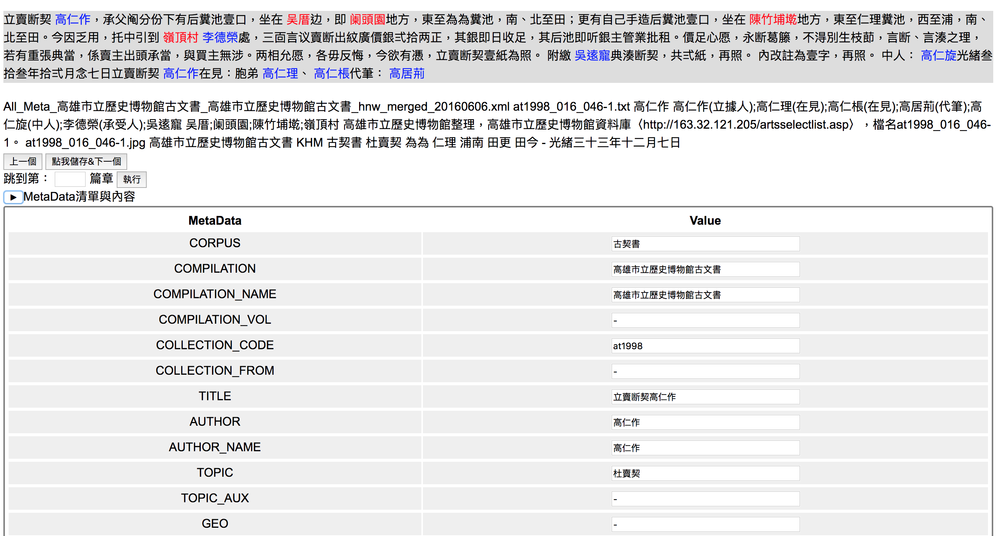 立賣断契 高仁作，承父阄分份下有后糞池壹口，坐在 吴厝边，即 阑頭園地方，東至為為糞池，南、北至田；更有自己手造后糞池壹口，坐在 陳竹埔墘地方，東至仁理糞池，西至浦，南、
北至田。今因乏用，托中引到 嶺頂村 李德榮處，三面言议賣断出紋廣價銀弍拾两正，其銀即日收足，其后池即听銀主管業批租。價足心愿，永断葛籐，不淂別生枝莭，言断、言湊之理，
若有重張典當，係賣主出頭承當，與買主無涉。两相允愿，各毋反悔，今欲有慿，立賣断契壹紙為照。 附繳 吳逺寵典湊断契，共弍紙，再照。 內改註為壹字，再照。 中人： 高仁旋光緒叁
拾叁年拾弍月念七日立賣断契 高仁作在見：胞弟 高仁理、 高仁棖代筆： 高居莿
All_Meta_高雄市立歷史博物館古文書_高雄市立歷史博物館古文書_hnw_merged_20160606.xml at1998_016_046-1.txt 高仁作 高仁作(立據人);高仁理(在見);高仁棖(在見);高居莿(代筆);高
仁旋(中人);李德榮(承受人);吳逺寵 吴厝;阑頭園;陳竹埔墘;嶺頂村 高雄市立歷史博物館整理，高雄市立歷史博物館資料庫〈http://163.32.121.205/artsselectlist.asp〉，檔名at1998_016_046-
1。 at1998_016_046-1.jpg 高雄市立歷史博物館古文書 KHM 古契書 杜賣契 為為 仁理 浦南 田更 田今 - 光緒三十三年十二月七日
上一個 點我儲存&下一個
跳到第： 篇章 執行
►MetaData清單與內容
MetaData Value
CORPUS 古契書
COMPILATION 高雄市立歷史博物館古文書
COMPILATION_NAME 高雄市立歷史博物館古文書
COMPILATION_VOL -
COLLECTION_CODE at1998
COLLECTION_FROM -
TITLE 立賣断契高仁作
AUTHOR 高仁作
AUTHOR_NAME 高仁作
TOPIC 杜賣契
TOPIC_AUX -
GEO -